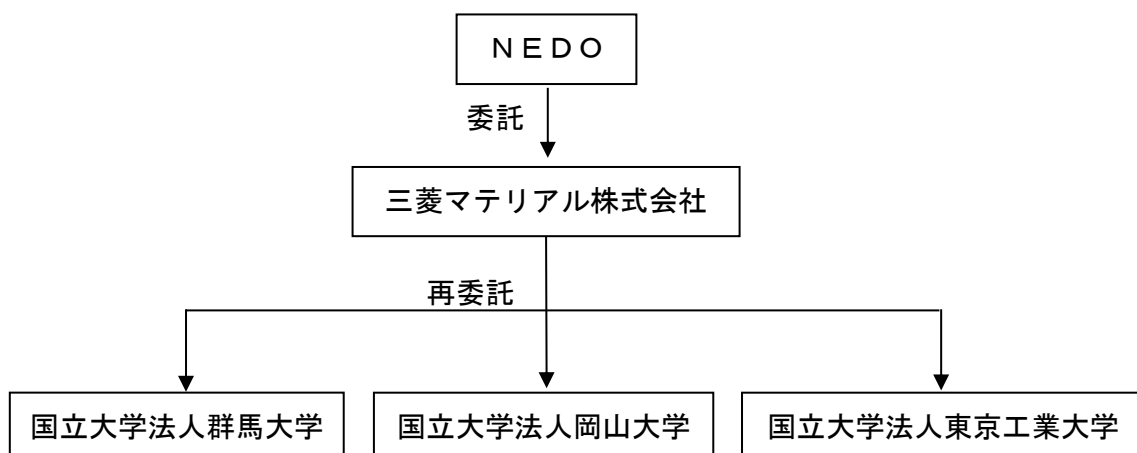 ＮＥＤＯ
委託
三菱マテリアル株式会社
再委託
国立大学法人群馬大学
国立大学法人岡山大学
国立大学法人東京工業大学